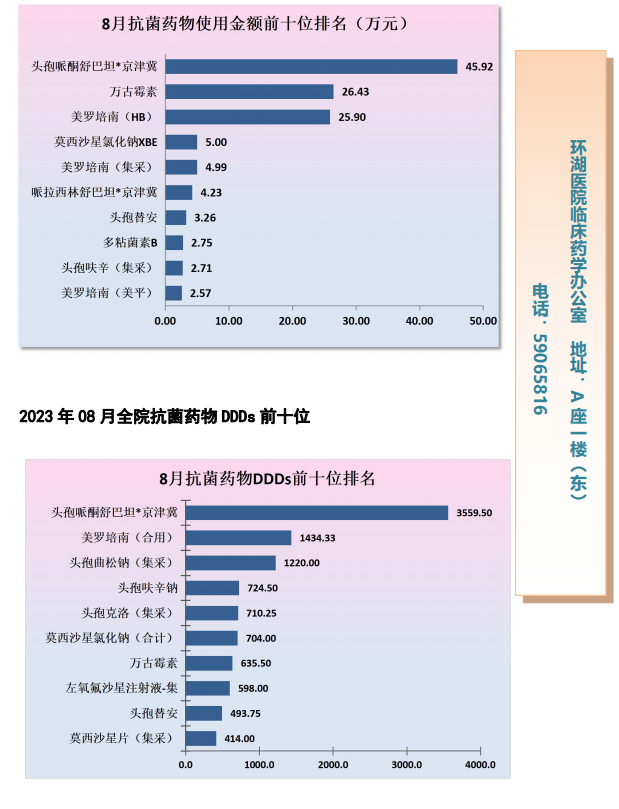 8月抗菌药物使用金额前十位排名（万元）
头孢哌酮舒巴坦*京津冀 45.92
万古霉素 26.43
美罗培南（HB） 25.90
莫西沙星氯化钠XBE 5.00
美罗培南（集采） 4.99
哌拉西林舒巴坦*京津冀 4.23
头孢替安 3.26
多粘菌素B 2.75
头孢呋辛（集采） 2.71
美罗培南（美平） 2.57
0.00 10.00 20.00 30.00 40.00 50.00
2023 年 08 月全院抗菌药物 DDDs 前十位
8月抗菌药物DDDs前十位排名
头孢哌酮舒巴坦*京津冀 3559.50
美罗培南（合用） 1434.33
头孢曲松钠（集采） 1220.00
头孢呋辛钠 724.50
头孢克洛（集采） 710.25
莫西沙星氯化钠（合计） 704.00
万古霉素 635.50
左氧氟沙星注射液-集 598.00
头孢替安 493.75
莫西沙星片（集采） 414.00
0.0 1000.0 2000.0 3000.0 4000.0
环湖医院临床药学办公室 地址：A座一楼（东）
电话：59065816